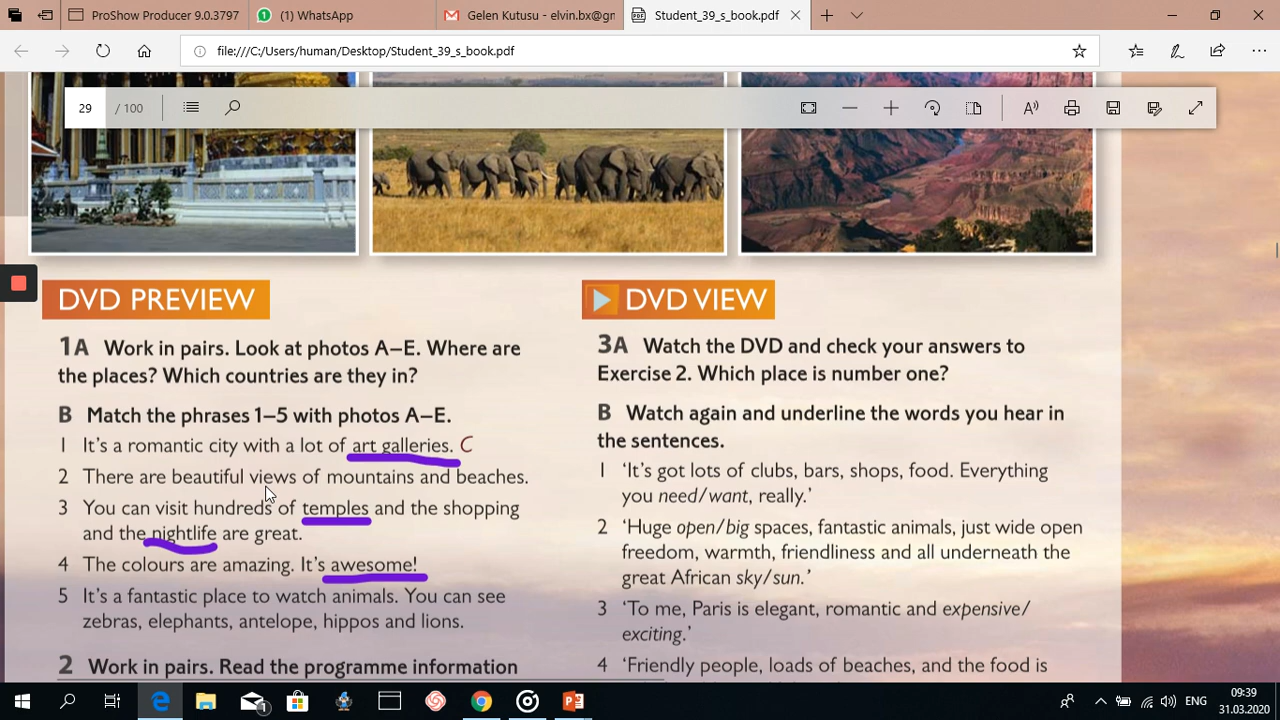 ProShow Producer 9.0.3797
(1) WhatsApp
Gelen Kutusu - elvin.bx@gr
Student_39_s_book.pdf
file:///C:/Users/human/Desktop/Student_39_s_book.pdf
29 / 100
DVD PREVIEW
1A Work in pairs. Look at photos A–E. Where are
the places? Which countries are they in?
B Match the phrases 1–5 with photos A–E.
1 It's a romantic city with a lot of art galleries. C
2 There are beautiful views of mountains and beaches.
3 You can visit hundreds of temples and the shopping
and the nightlife are great.
4 The colours are amazing. It's awesome!
5 It's a fantastic place to watch animals. You can see
zebras, elephants, antelope, hippos and lions.
2 Work in pairs. Read the programme information
DVD VIEW
3A Watch the DVD and check your answers to
Exercise 2. Which place is number one?
B Watch again and underline the words you hear in
the sentences.
1 'It's got lots of clubs, bars, shops, food. Everything
you need/want, really.'
2 'Huge open/big spaces, fantastic animals, just wide open
freedom, warmth, friendliness and all underneath the
great African sky/sun.'
3 'To me, Paris is elegant, romantic and expensive/
exciting.'
4 'Friendly people, loads of beaches, and the food is
1
ENG
09:39
31.03.2020